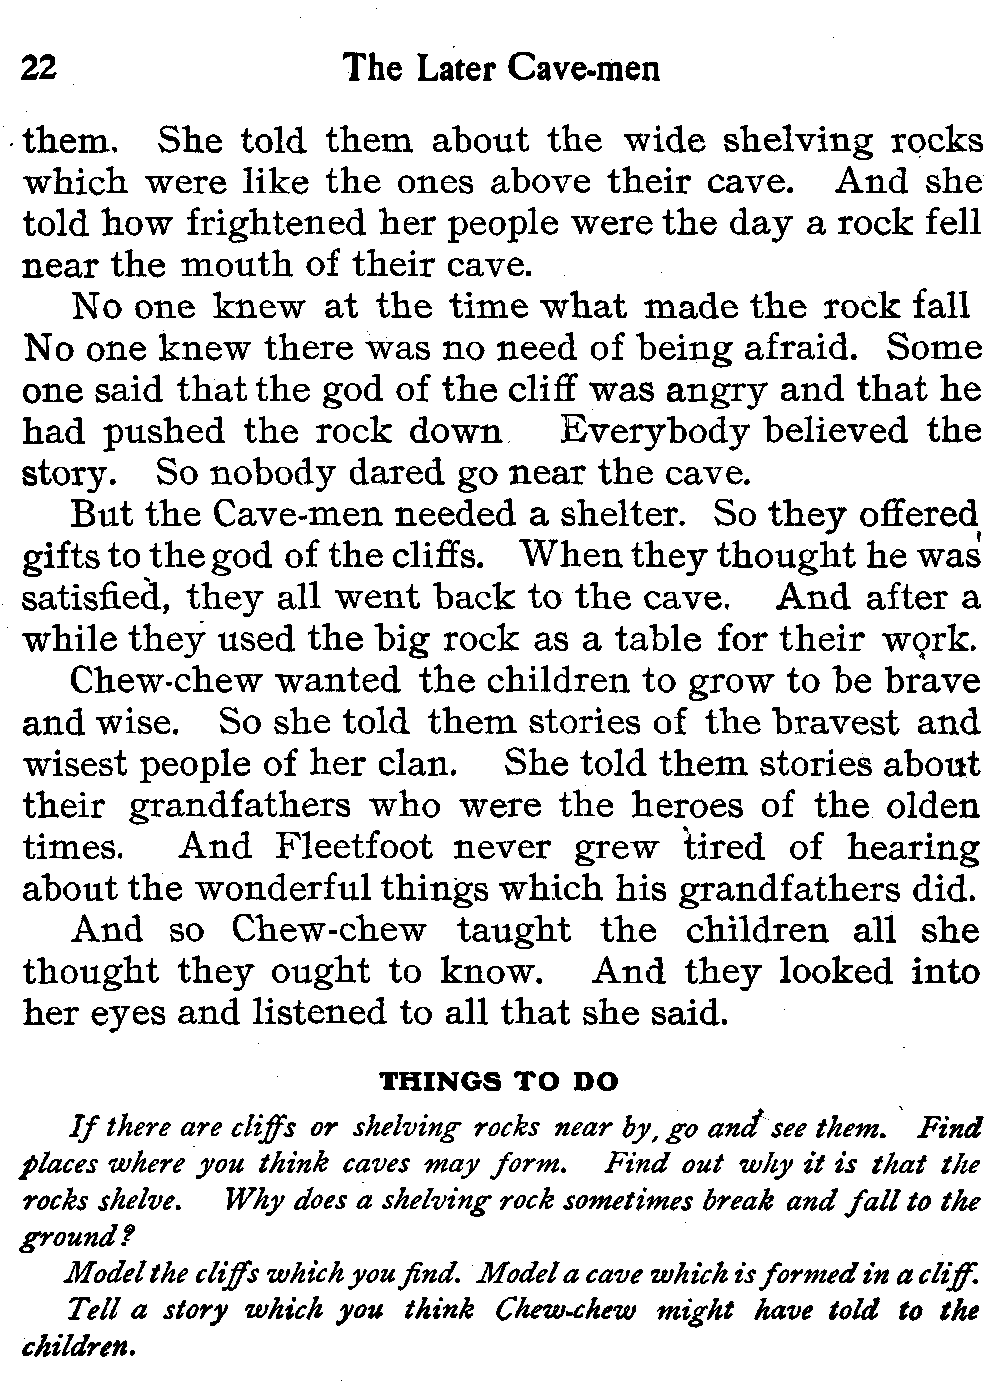 22 The Later Cave-men
them. She told them about the wide shelving rocks
which were like the ones above their cave. And she
told how frightened her people were the day a rock fell
near the mouth of their cave.
No one knew at the time what made the rock fall
No one knew there was no need of being afraid. Some
one said that the god of the cliff was angry and that he
had pushed the rock down Everybody believed the
story. So nobody dared go near the cave.
But the Cave-men needed a shelter. So they offered
gifts to the god of the cliffs. When they thought he was
satisfied, they all went back to the cave. And after a
while they used the big rock as a table for their work.
Chew-chew wanted the children to grow to be brave
and wise. So she told them stories of the bravest and
wisest people of her clan. She told them stories about
their grandfathers who were the heroes of the olden
times. And Fleetfoot never grew tired of hearing
about the wonderful things which his grandfathers did.
And so Chew-chew taught the children all she
thought they ought to know. And they looked into
her eyes and listened to all that she said.
THINGS TO DO
If there are cliffs or shelving rocks near by, go and see them. Find
places where you think caves may form. Find out why it is that the
rocks shelve. Why does a shelving rock sometimes break and fall to the
ground?
Model the cliffs which you find. Model a cave which is formed in a cliff.
Tell a story which you think Chew-chew might have told to the
children.